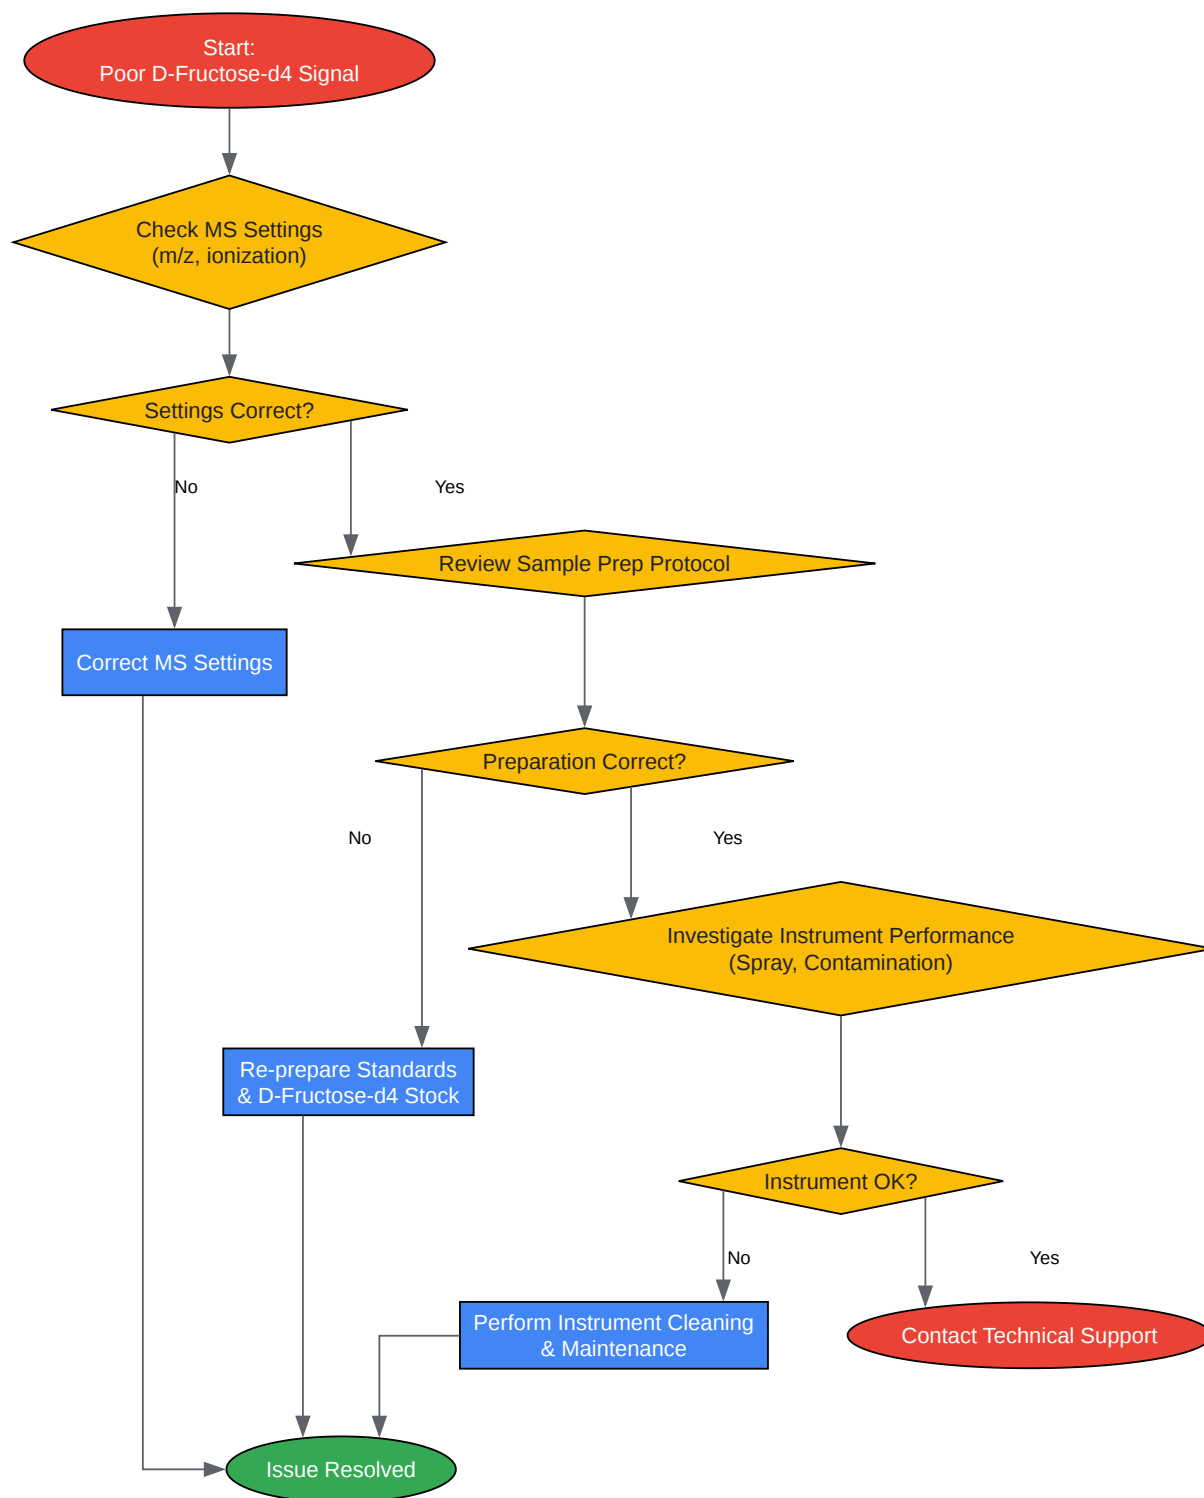 Start:
Poor D-Fructose-d4 Signal
Check MS Settings
(m/z, ionization)
Settings Correct?
No
Yes
Review Sample Prep Protocol
Correct MS Settings
Preparation Correct?
No
Yes
Investigate Instrument Performance
(Spray, Contamination)
Re-prepare Standards
& D-Fructose-d4 Stock
Instrument OK?
No
Yes
Perform Instrument Cleaning
& Maintenance
Contact Technical Support
Issue Resolved